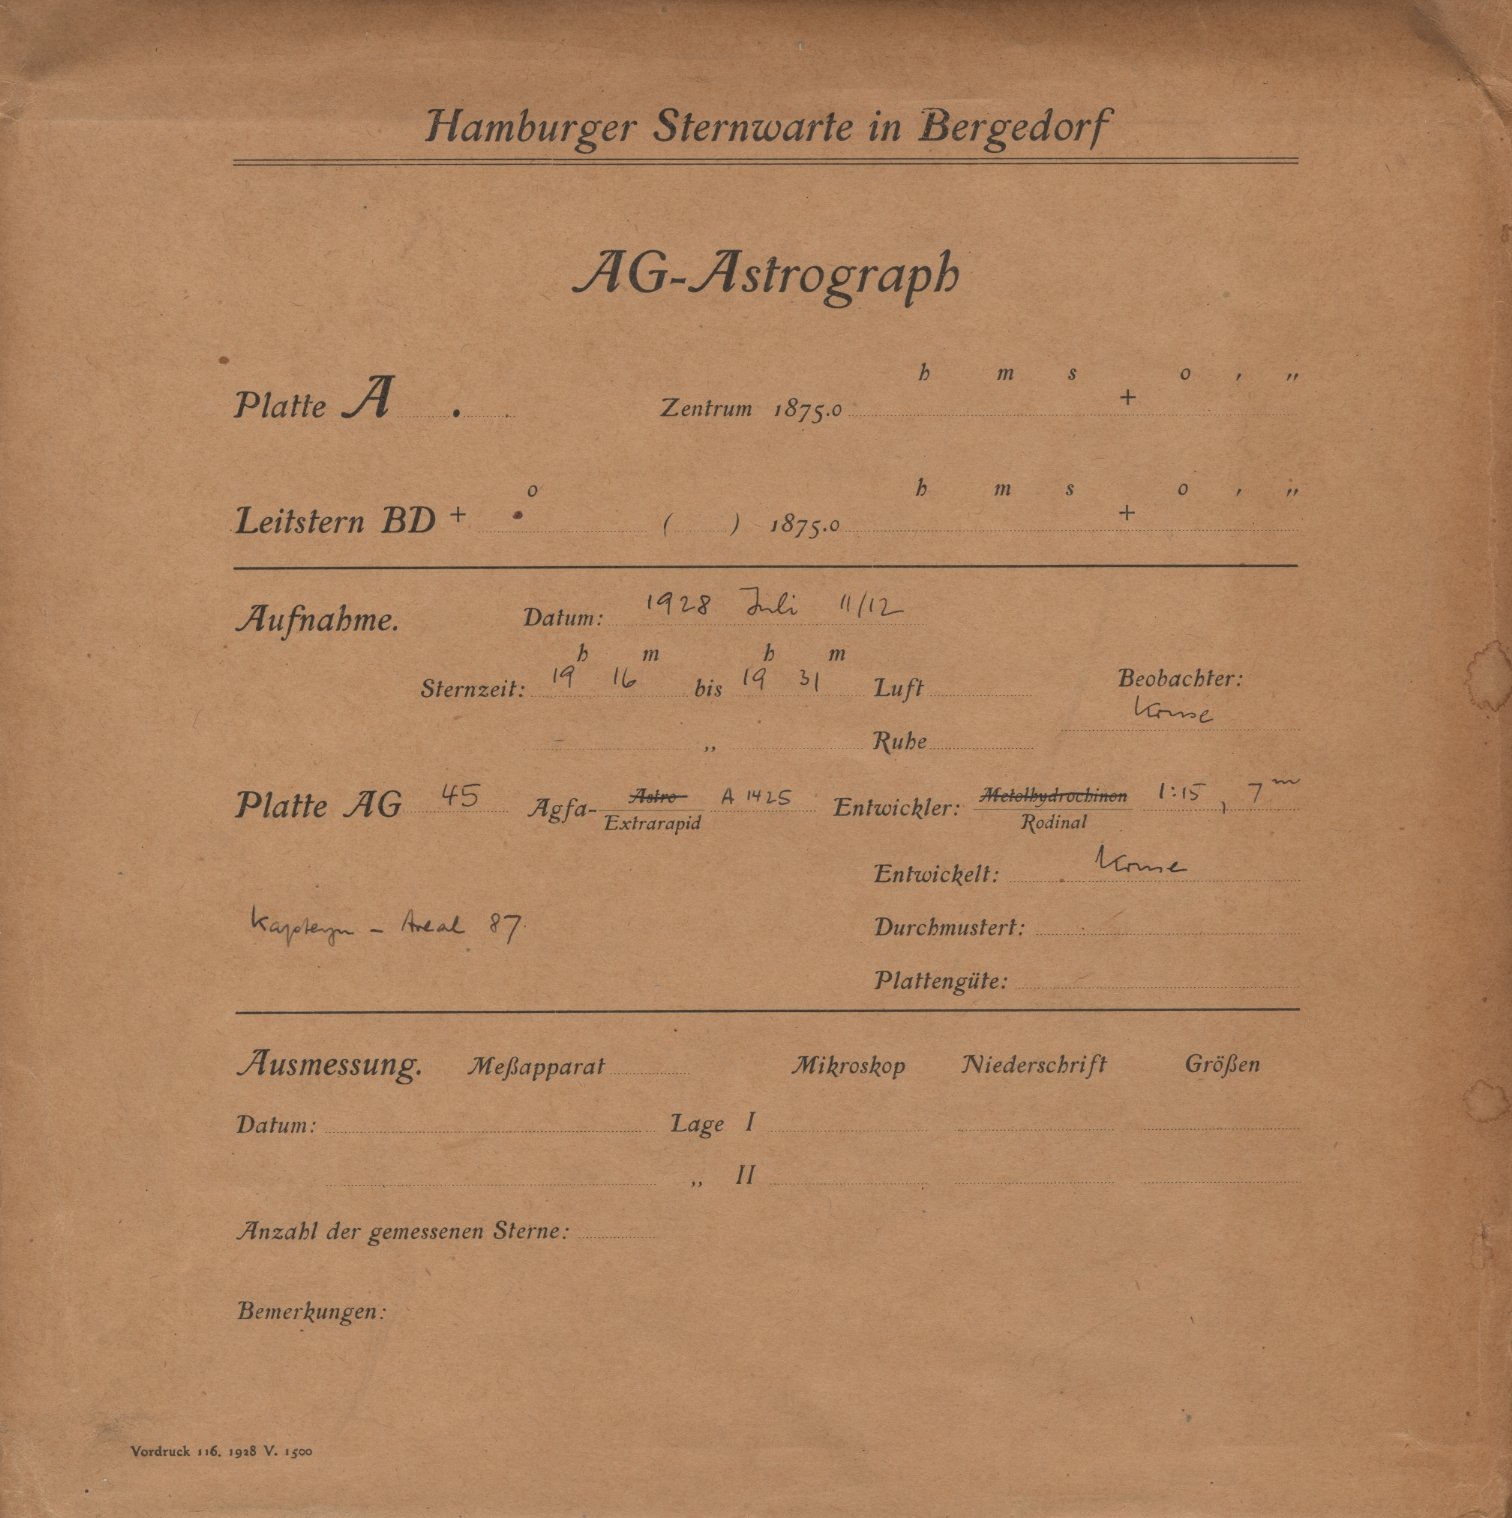 Hamburger Sternwarte in Bergedorf
AG-Astrograph
h m s o , „
Platte A . Zentrum 1875.0 +
o h m s o , „
Leitstern BD + ( ) 1875.0 +
Aufnahme. Datum: 1928 Juli 11/12
h m h m
Sternzeit: 19 16 bis 19 31 Luft Beobachter:
Kruse
„ Ruhe
Platte AG 45 Agfa- Astro A 1425 Entwickler: Metolhydrochinon 1:15, 7m
Extrarapid Rodinal
Entwickelt: Kruse
Kapteyn - Areal 87 Durchmustert:
Plattengüte:
Ausmessung. Meßapparat Mikroskop Niederschrift Größen
Datum: Lage I
„ II
Anzahl der gemessenen Sterne:
Bemerkungen:
Vordruck 116. 1928 V. 1500